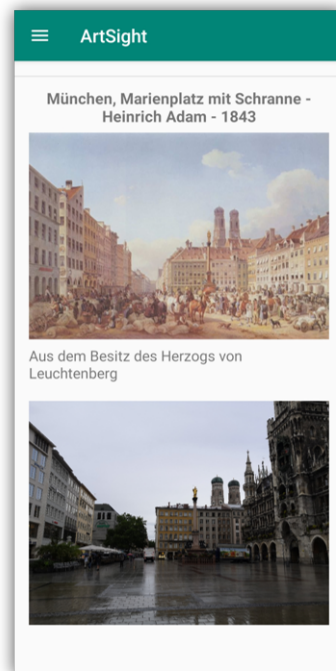 ArtSight
München, Marienplatz mit Schranne -
Heinrich Adam - 1843
Aus dem Besitz des Herzogs von
Leuchtenberg